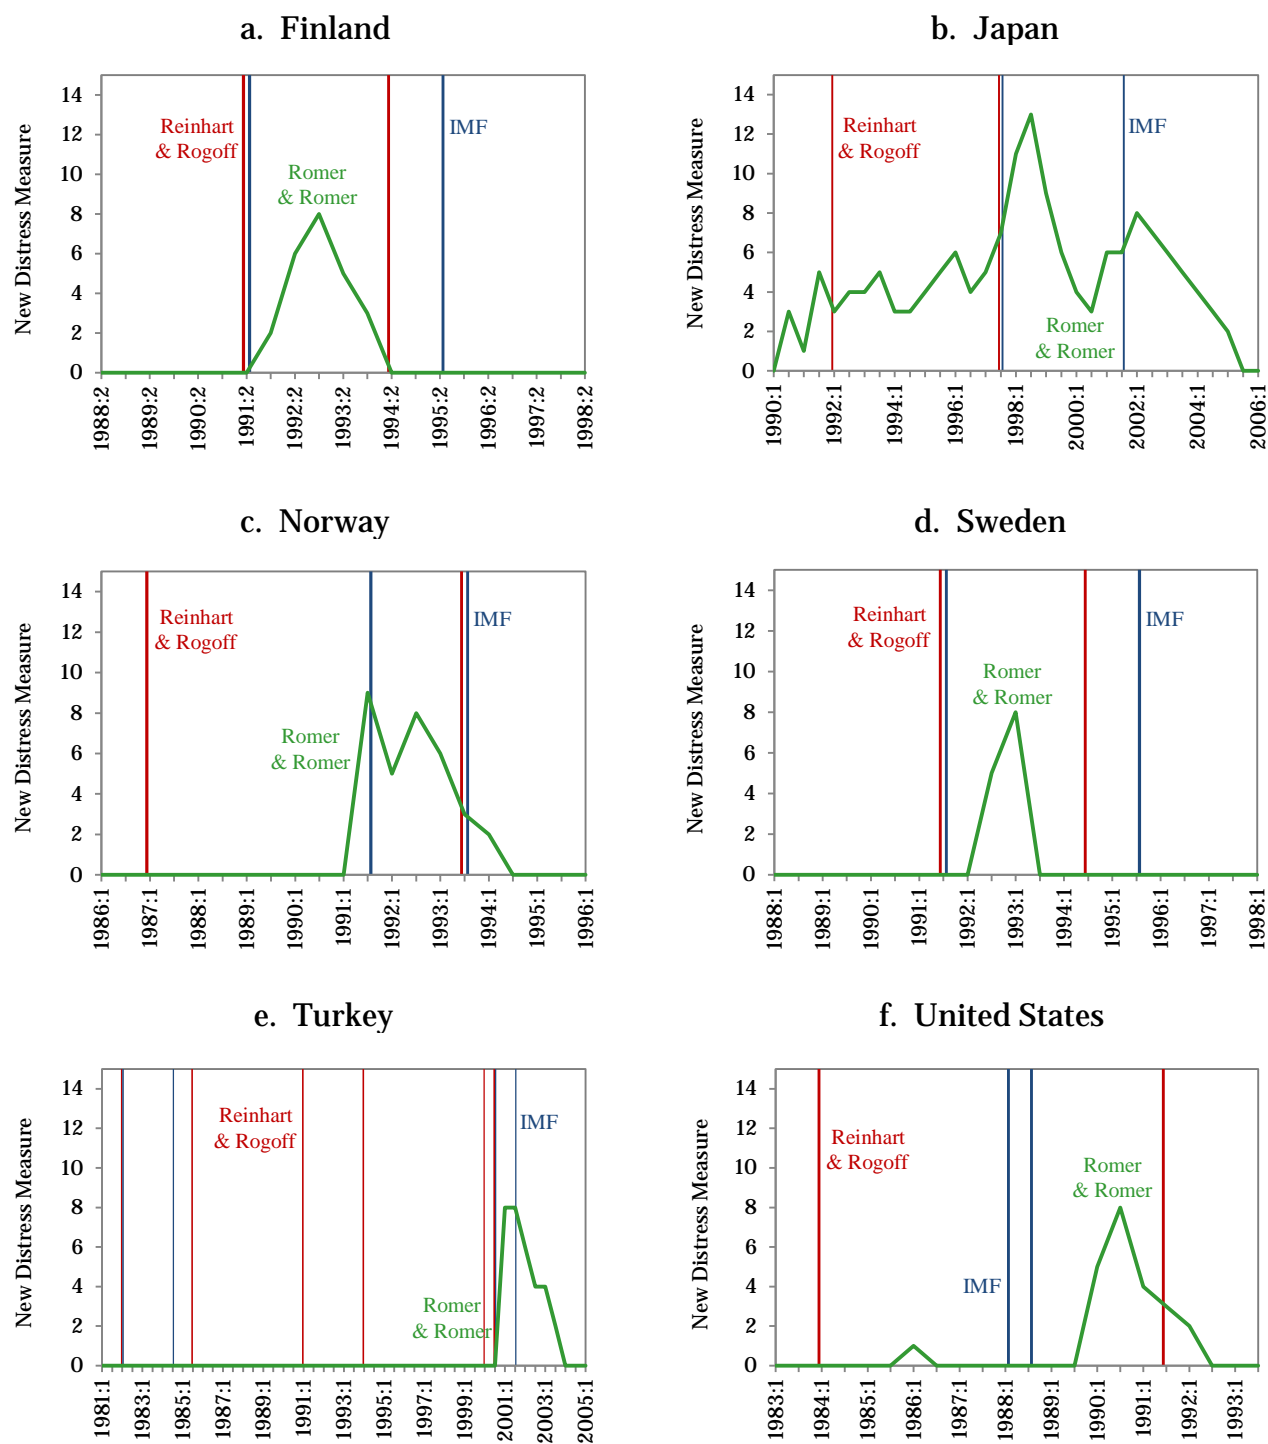 a. Finland
New Distress Measure
14
12
10
8
6
4
2
0
Reinhart
& Rogoff
Romer
& Romer
IMF
1988:2
1989:2
1990:2
1991:2
1992:2
1993:2
1994:2
1995:2
1996:2
1997:2
1998:2
b. Japan
New Distress Measure
14
12
10
8
6
4
2
0
Reinhart
& Rogoff
IMF
Romer
& Romer
1990:1
1992:1
1994:1
1996:1
1998:1
2000:1
2002:1
2004:1
2006:1
c. Norway
New Distress Measure
14
12
10
8
6
4
2
0
Reinhart
& Rogoff
IMF
Romer
& Romer
1986:1
1987:1
1988:1
1989:1
1990:1
1991:1
1992:1
1993:1
1994:1
1995:1
1996:1
d. Sweden
New Distress Measure
14
12
10
8
6
4
2
0
Reinhart
& Rogoff
IMF
Romer
& Romer
1988:1
1989:1
1990:1
1991:1
1992:1
1993:1
1994:1
1995:1
1996:1
1997:1
1998:1
e. Turkey
New Distress Measure
14
12
10
8
6
4
2
0
Reinhart
& Rogoff
IMF
Romer
& Romer
1981:1
1983:1
1985:1
1987:1
1989:1
1991:1
1993:1
1995:1
1997:1
1999:1
2001:1
2003:1
2005:1
f. United States
New Distress Measure
14
12
10
8
6
4
2
0
Reinhart
& Rogoff
Romer
& Romer
IMF
1983:1
1984:1
1985:1
1986:1
1987:1
1988:1
1989:1
1990:1
1991:1
1992:1
1993:1